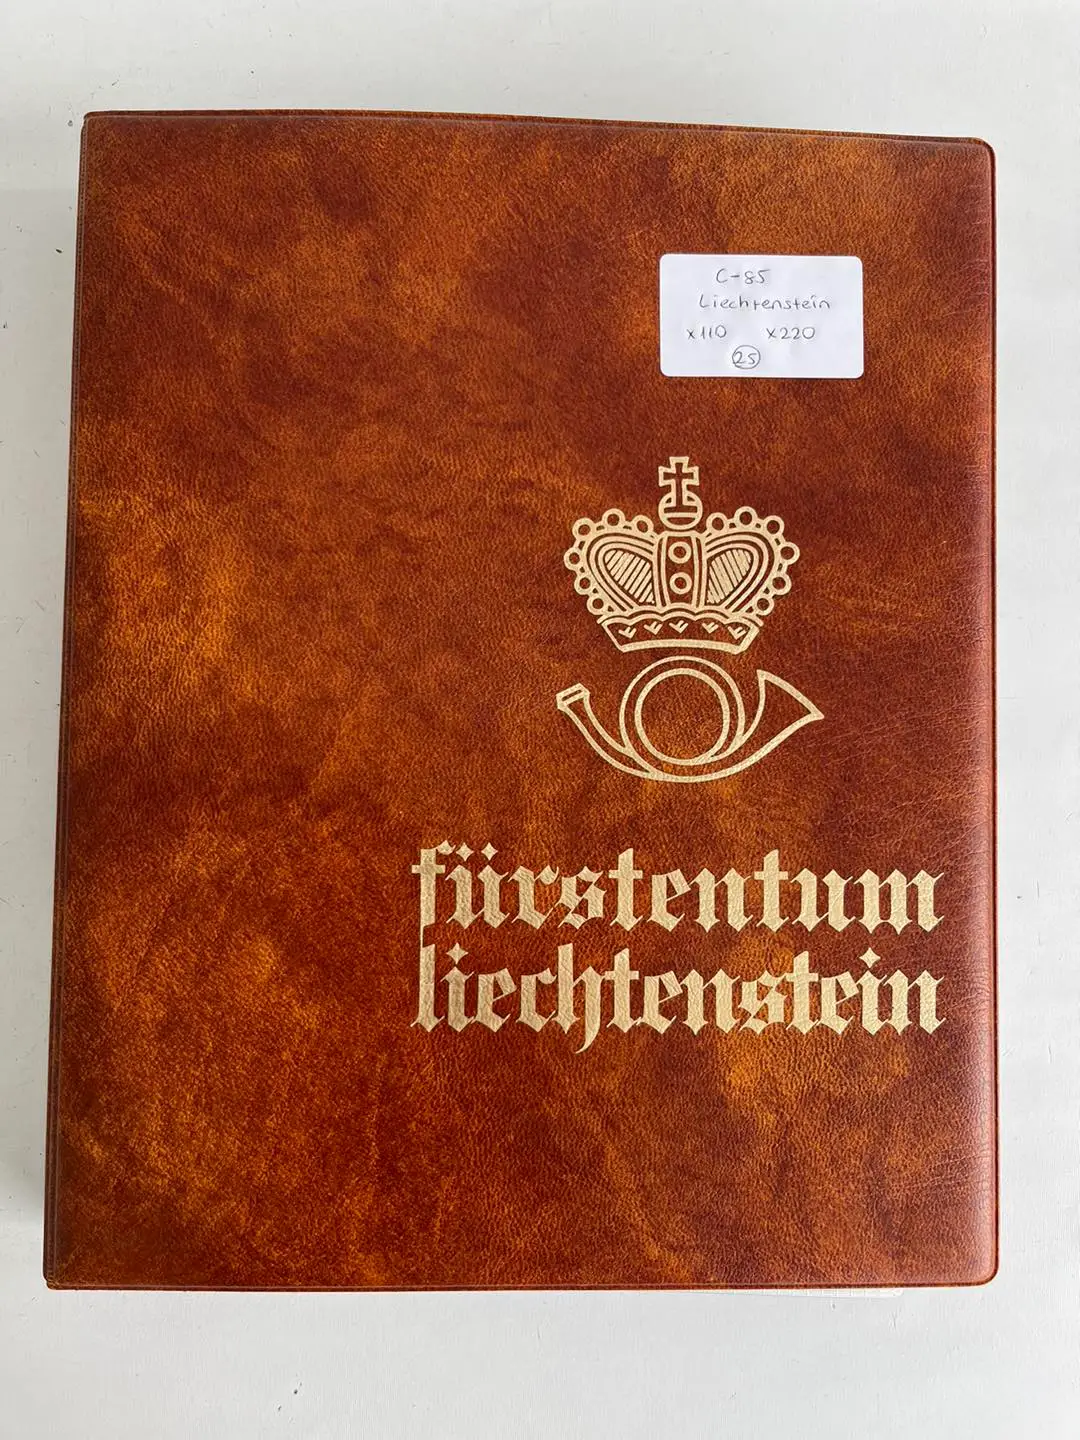 C-85
Liechtenstein
x110 x220
25
fürstentum
liechtenstein